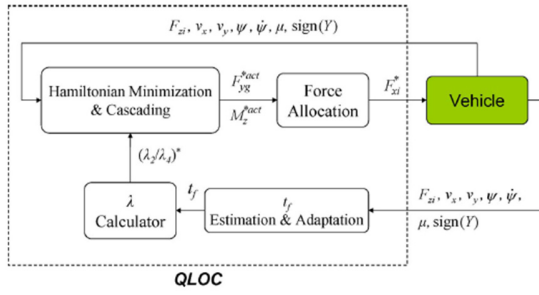 F_zi, v_x, v_y, ψ, ψ̇, μ, sign(Y)
Hamiltonian Minimization
& Cascading
F_yg^*act
M_z^*act
Force
Allocation
F_xi^*
Vehicle
(λ_2/λ_4)^*
λ
Calculator
t_f
t_f
Estimation & Adaptation
F_zi, v_x, v_y, ψ, ψ̇,
μ, sign(Y)
QLOC